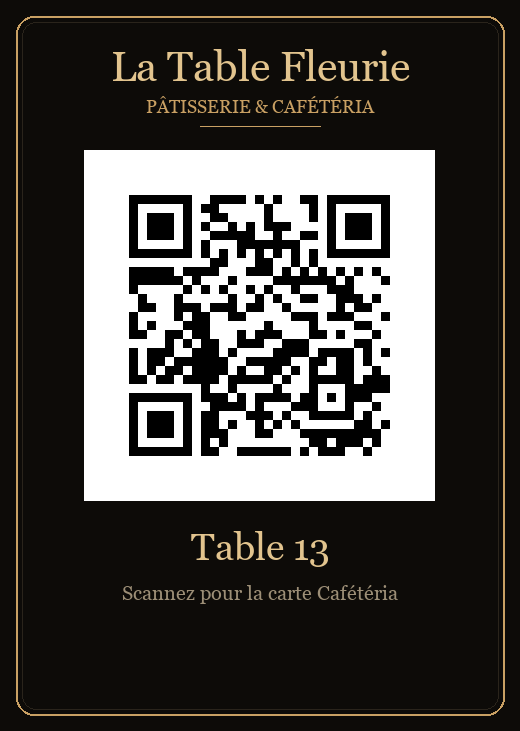 La Table Fleurie
PÂTISSERIE & CAFÉTÉRIA
Table 13
Scannez pour la carte Cafétéria